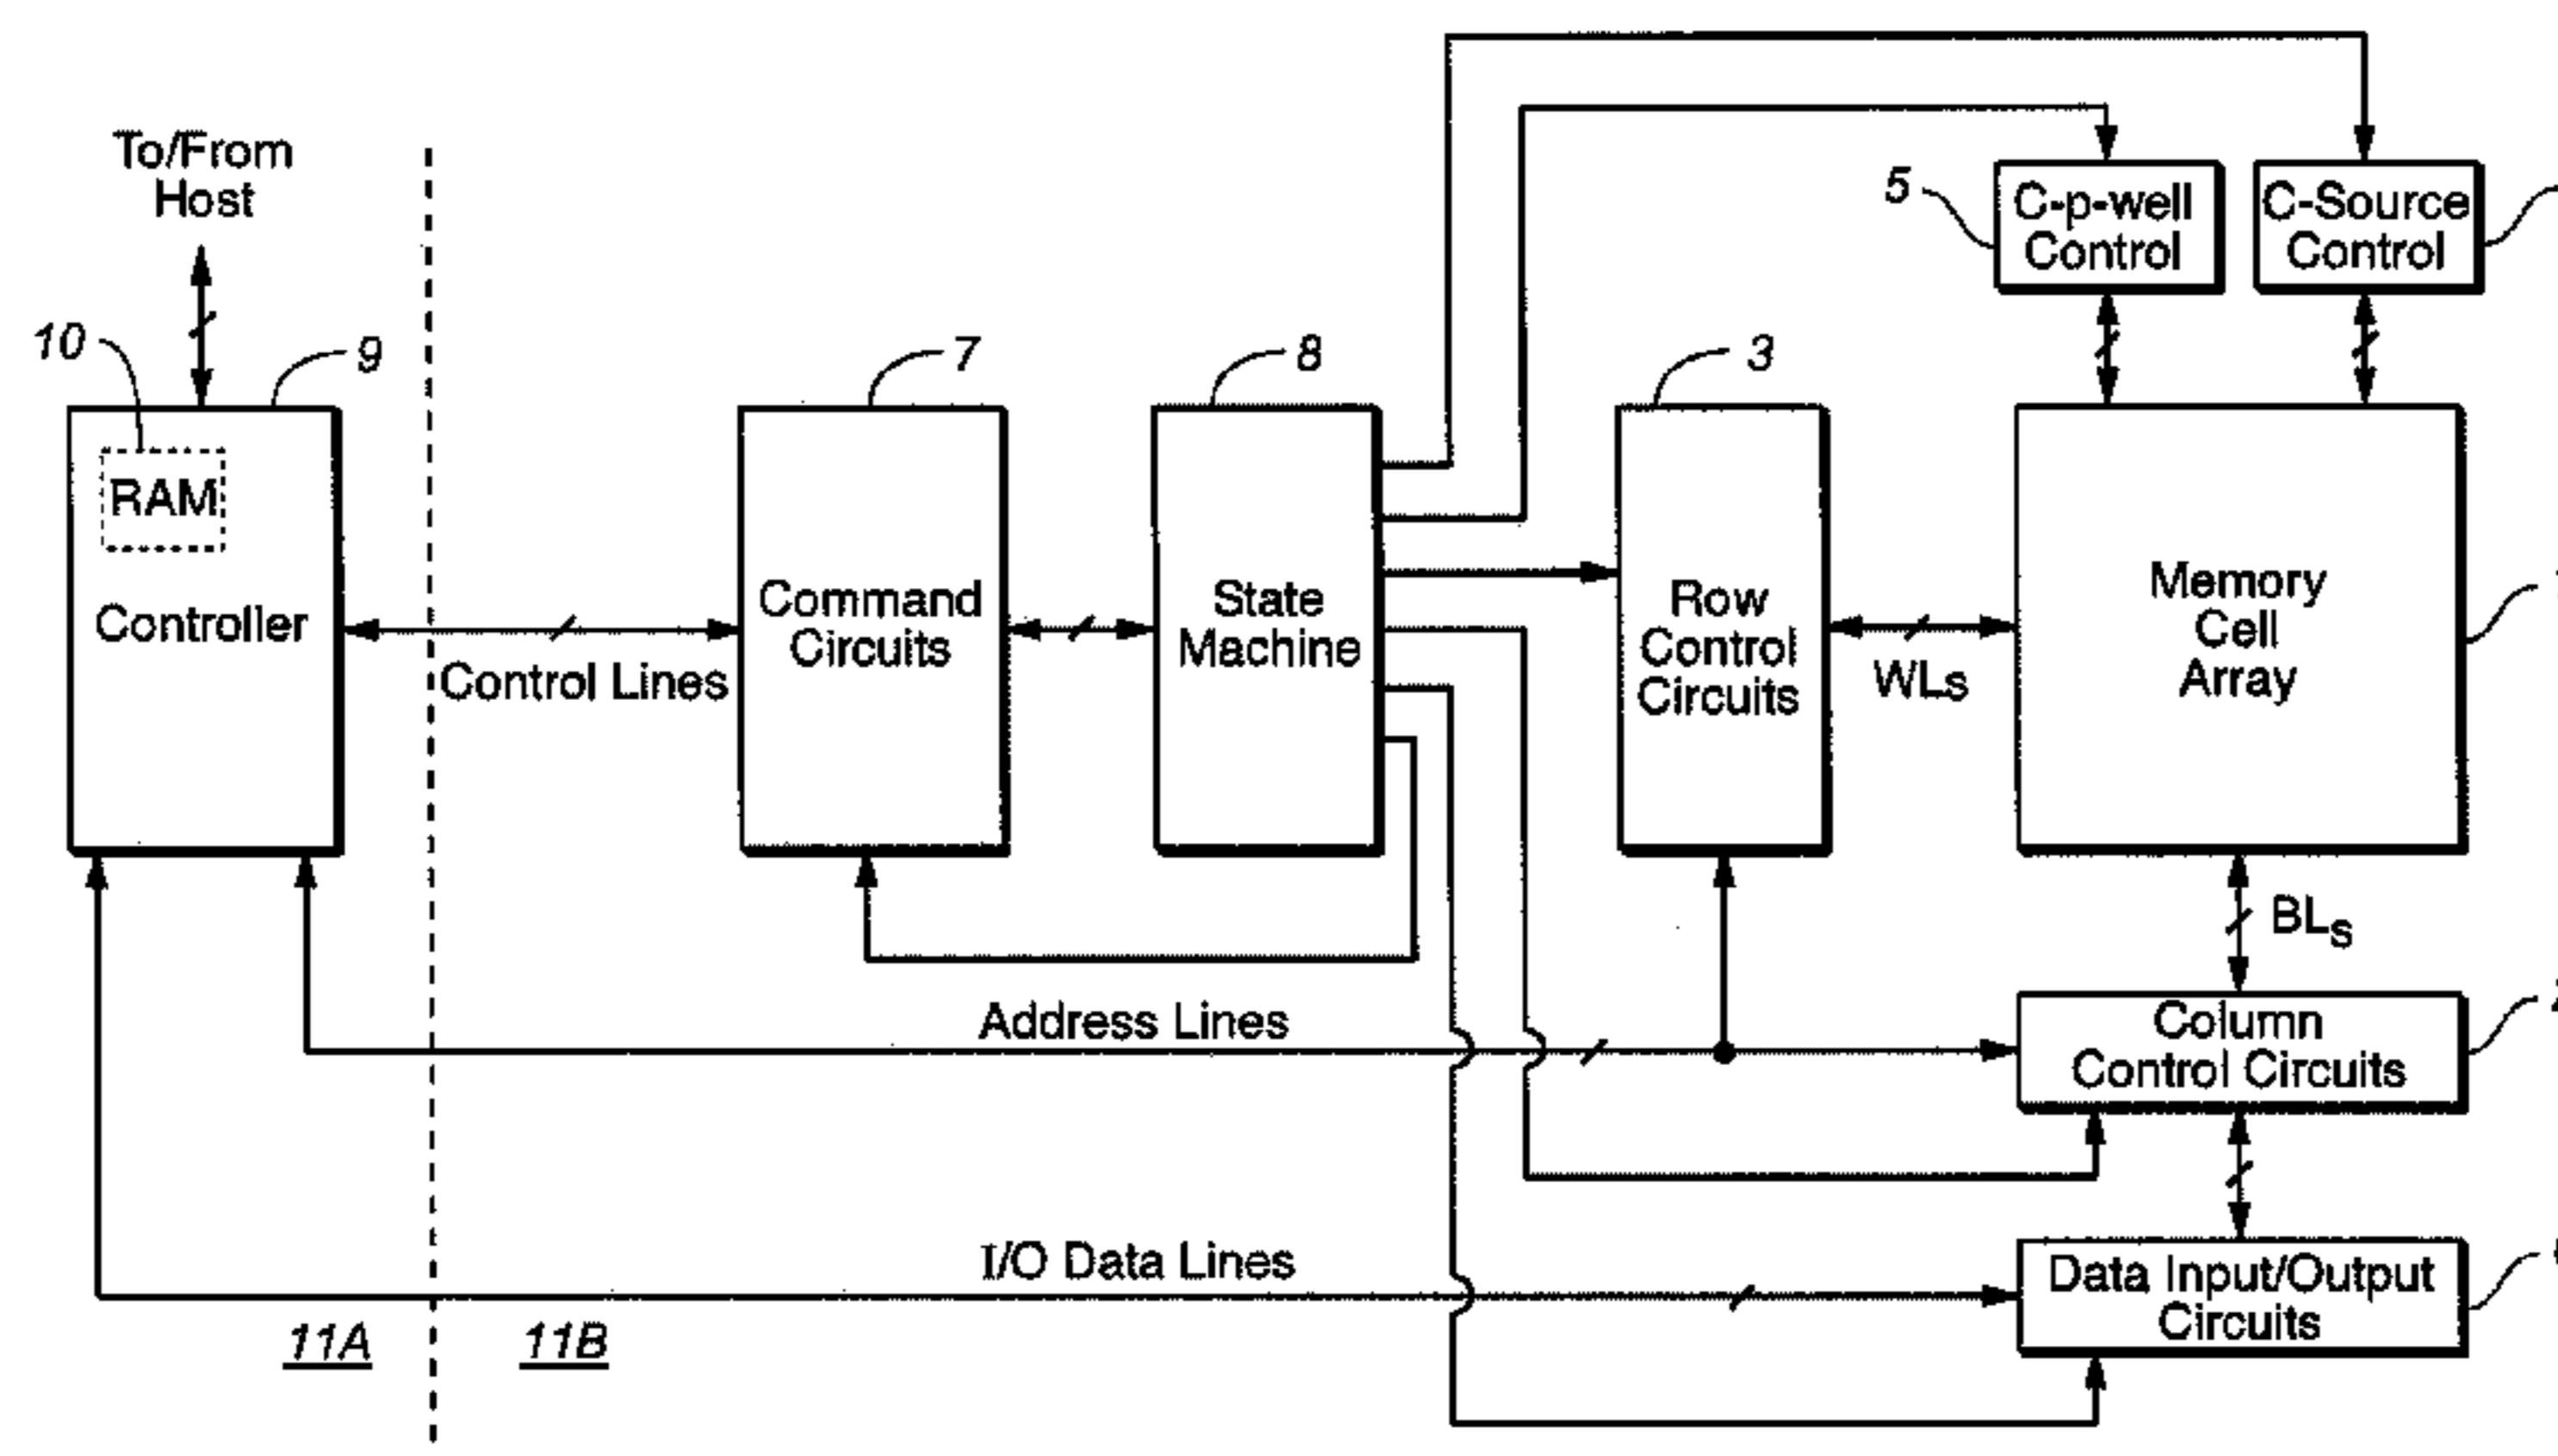 To/From
Host
10
9
RAM
Controller
Control Lines
7
Command
Circuits
8
State
Machine
3
Row
Control
Circuits
WLs
5
C-p-well
Control
C-Source
Control
Memory
Cell
Array
BLs
Address Lines
Column
Control Circuits
I/O Data Lines
Data Input/Output
Circuits
11A
11B